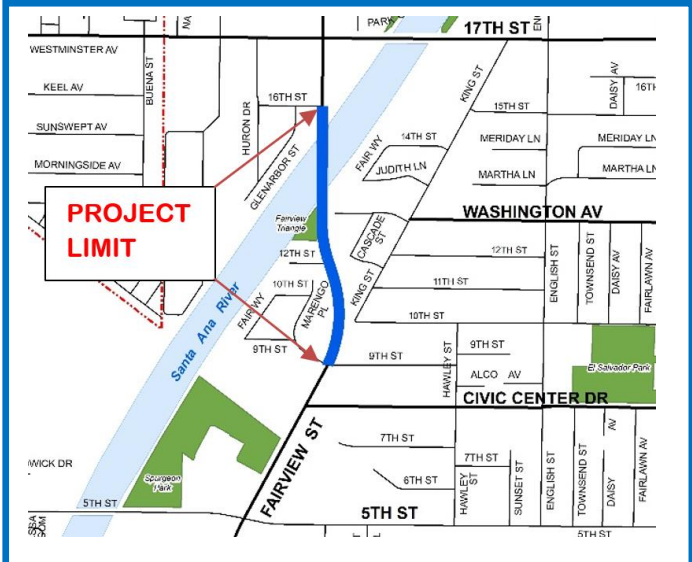 PARK
EN
17TH ST
NA
WESTMINSTER AV
BUENA ST
KEEL AV
16TH ST
HURON DR
SUNSWEPT AV
MORNINGSIDE AV
GLENARBOR ST
KING ST
DAISY AV
16TH
15TH ST
14TH ST
FAIR WY
JUDITH LN
MERIDAY LN
MERIDAY LN
MARTHA LN
MARTHA LN
PROJECT
LIMIT
Fairview
Triangle
WASHINGTON AV
CASCADE
ST
12TH ST
12TH ST
10TH ST
11TH ST
KING ST
FAIR WY
MARENGO
PL
ENGLISH ST
TOWNSEND ST
DAISY AV
FAIRLAWN AV
10TH ST
9TH ST
9TH ST
9TH ST
HAWLEY ST
ALCO AV
El Salvador Park
Santa Ana River
CIVIC CENTER DR
FAIRVIEW ST
7TH ST
7TH ST
6TH ST
HAWLEY
ST
SUNSET ST
ENGLISH ST
TOWNSEND ST
DAISY
AV
FAIRLAWN AV
WICK DR
Spurgeon
Park
5TH ST
5TH ST
5TH ST